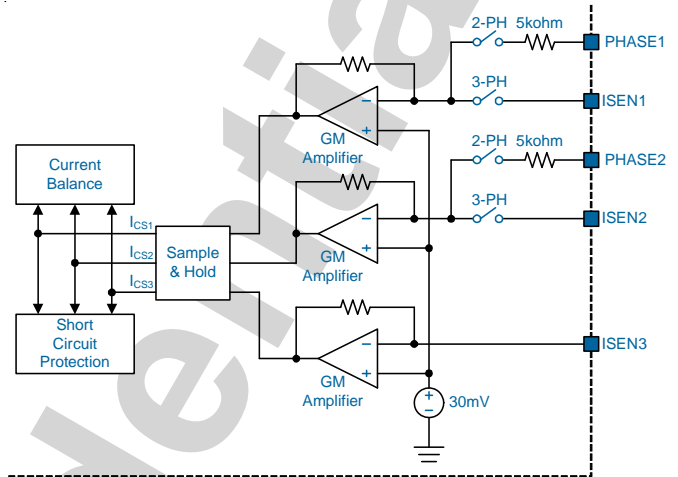 2-PH 5kohm
PHASE1
3-PH
ISEN1
GM
Amplifier
2-PH 5kohm
PHASE2
3-PH
ISEN2
Current
Balance
ICS1
ICS2
ICS3
Sample
& Hold
GM
Amplifier
Short
Circuit
Protection
ISEN3
GM
Amplifier
30mV